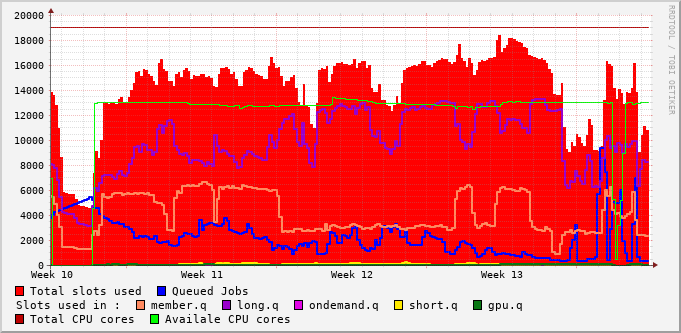 20000
18000
16000
14000
12000
10000
8000
6000
4000
2000
0
Week 10 Week 11 Week 12 Week 13
RRDTOOL / TOBI OETIKER
Total slots used Queued Jobs
Slots used in : member.q long.q ondemand.q short.q gpu.q
Total CPU cores Availale CPU cores